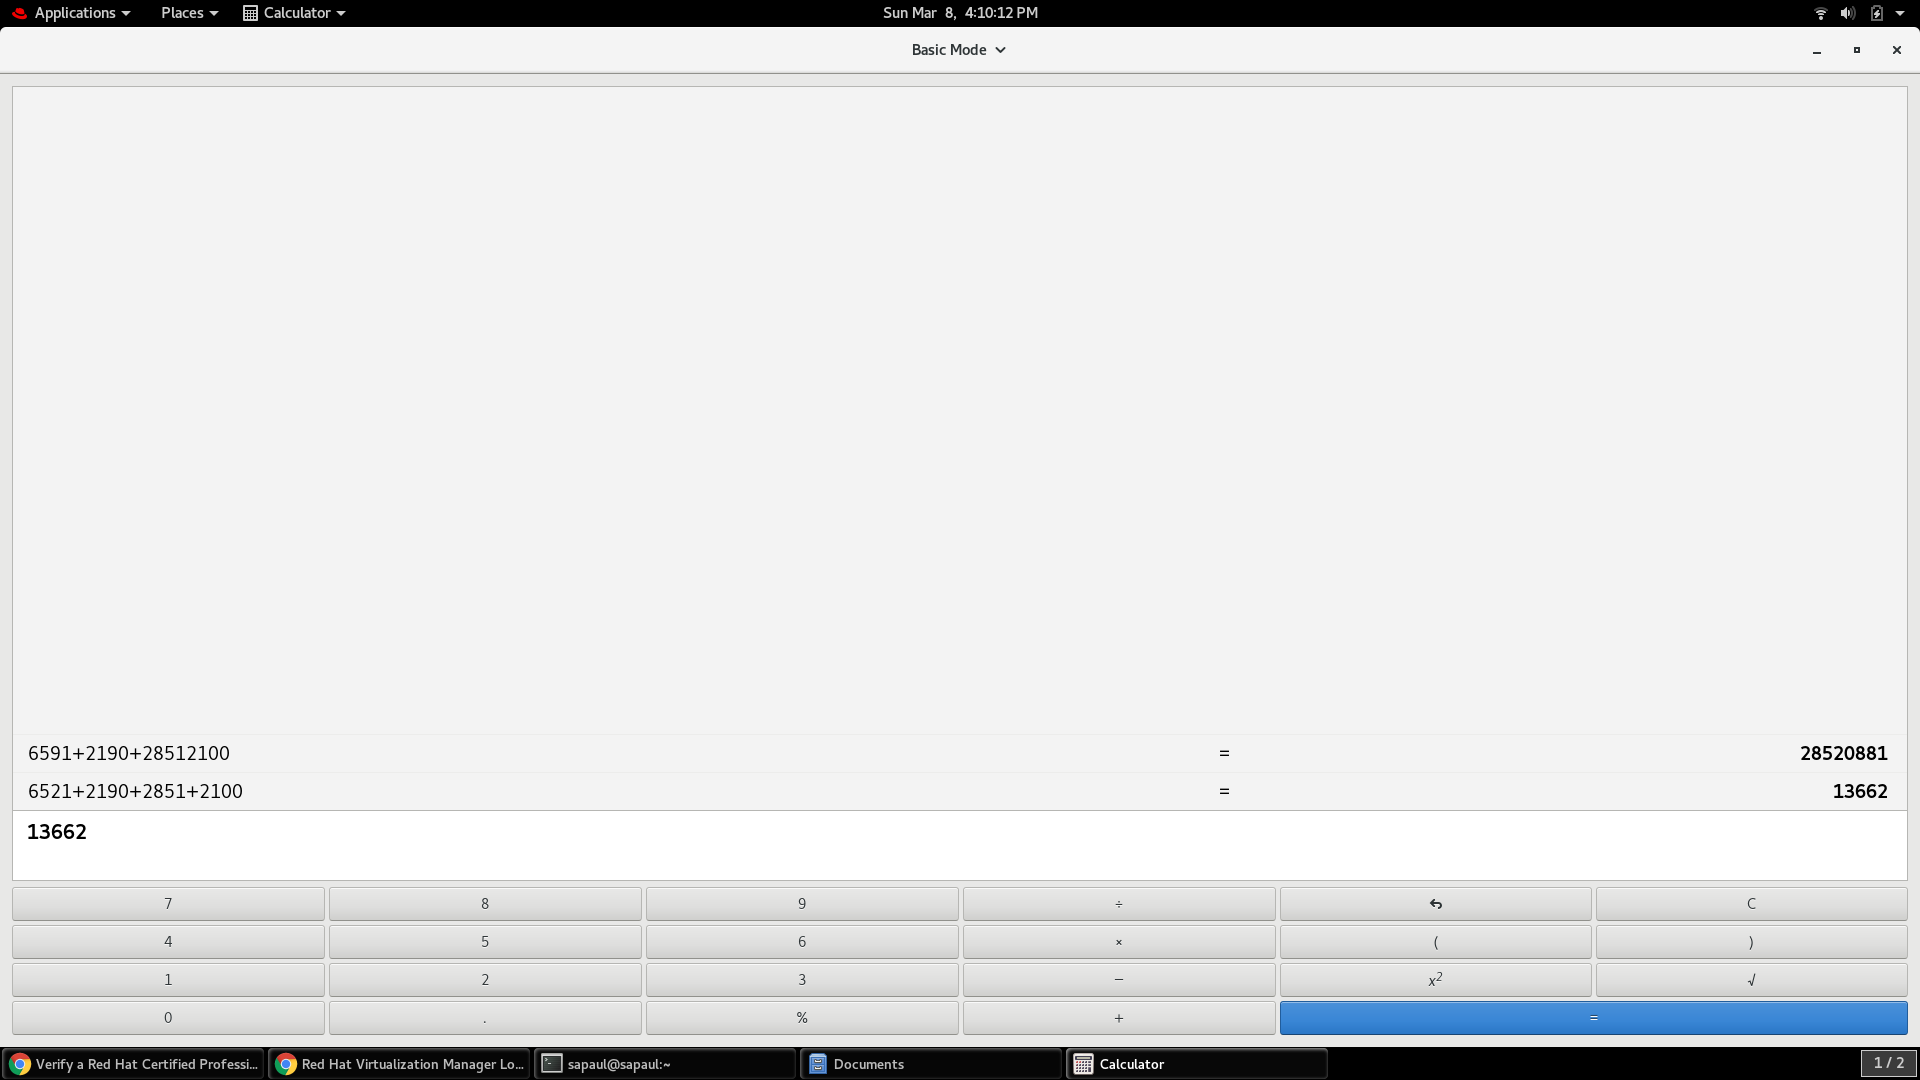 Applications Places Calculator Sun Mar 8, 4:10:12 PM
Basic Mode
6591+2190+28512100 = 28520881
6521+2190+2851+2100 = 13662
13662
7 8 9 ÷ C
4 5 6 × ( )
1 2 3 − x² √
0 . % + =
Verify a Red Hat Certified Professi... Red Hat Virtualization Manager Lo... sapaul@sapaul:~ Documents Calculator 1 / 2